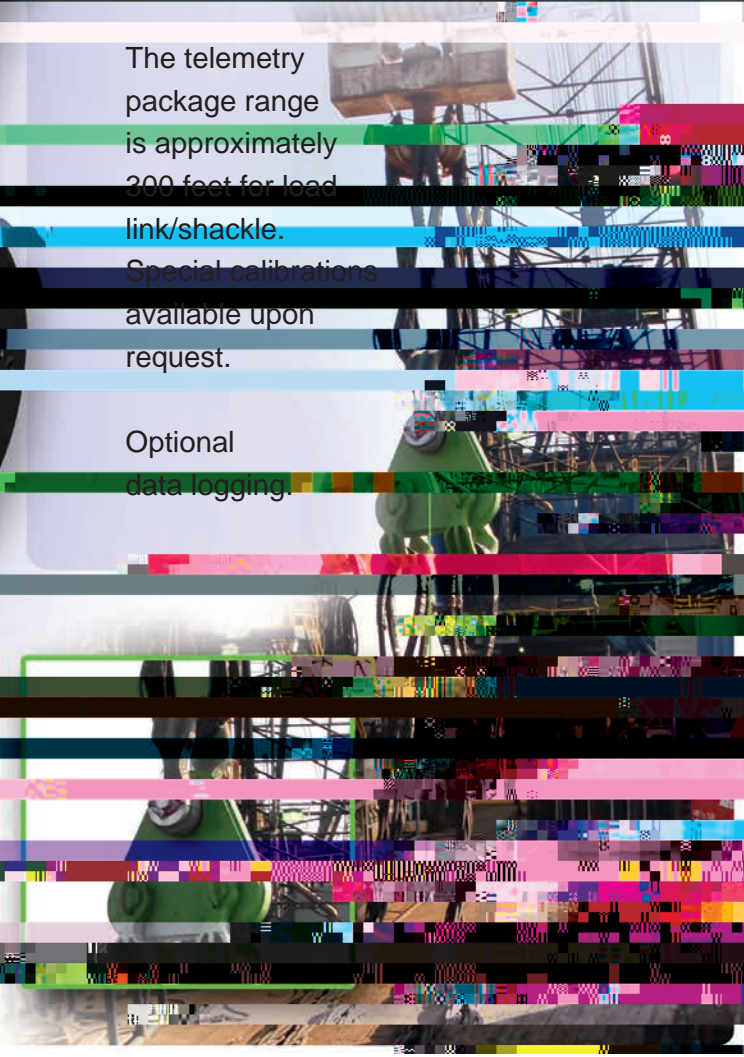 The telemetry
package range
is approximately
300 feet for load
link/shackle.
Special calibrations
available upon
request.
Optional
data logging.